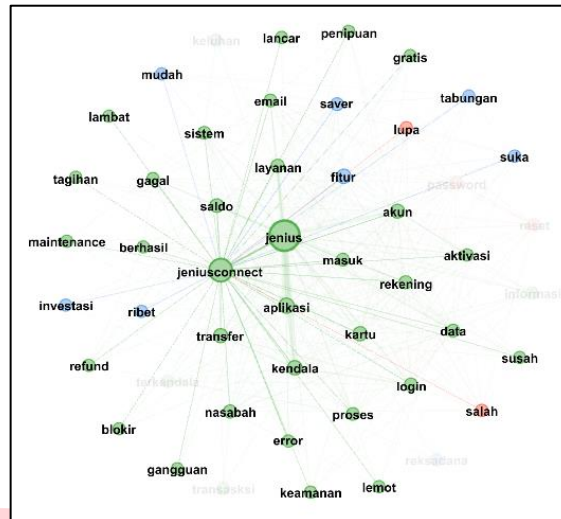 keluhan
lancar
penipuan
gratis
mudah
email
saver
tabungan
lambat
sistem
lupa
layanan
suka
tagihan
gagal
fitur
password
saldo
akun
reset
jenius
maintenance
berhasil
masuk
aktivasi
jeniusconnect
rekening
informasi
investasi
ribet
aplikasi
transfer
kartu
data
refund
kendala
susah
terkendala
login
nasabah
proses
salah
blokir
error
gangguan
reksadana
transaksi
keamanan
lemot